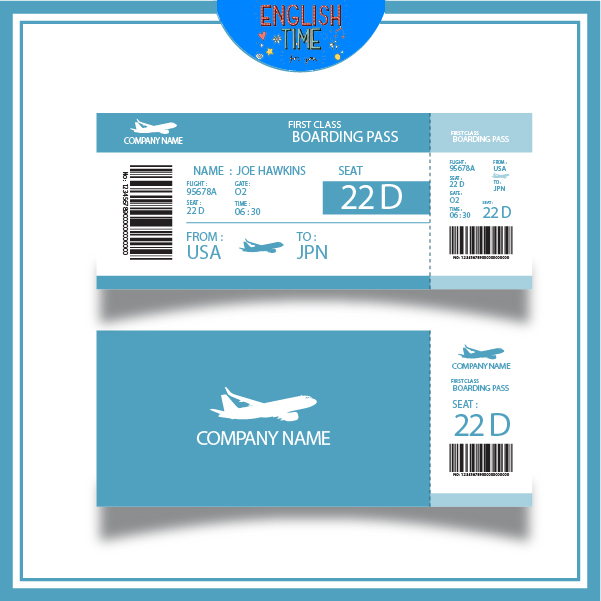 ENGLISH
TIME
for you
COMPANY NAME
FIRST CLASS
BOARDING PASS
NAME : JOE HAWKINS
SEAT
22 D
FLIGHT :
95678A
GATE:
O2
SEAT :
22 D
TIME :
06 : 30
FROM :
USA
TO :
JPN
FIRST CLASS
BOARDING PASS
FLIGHT :
95678A
FROM :
USA
SEAT :
22 D
TO :
JPN
GATE:
O2
TIME :
06 : 30
SEAT:
22 D
COMPANY NAME
COMPANY NAME
FIRST CLASS
BOARDING PASS
SEAT :
22 D